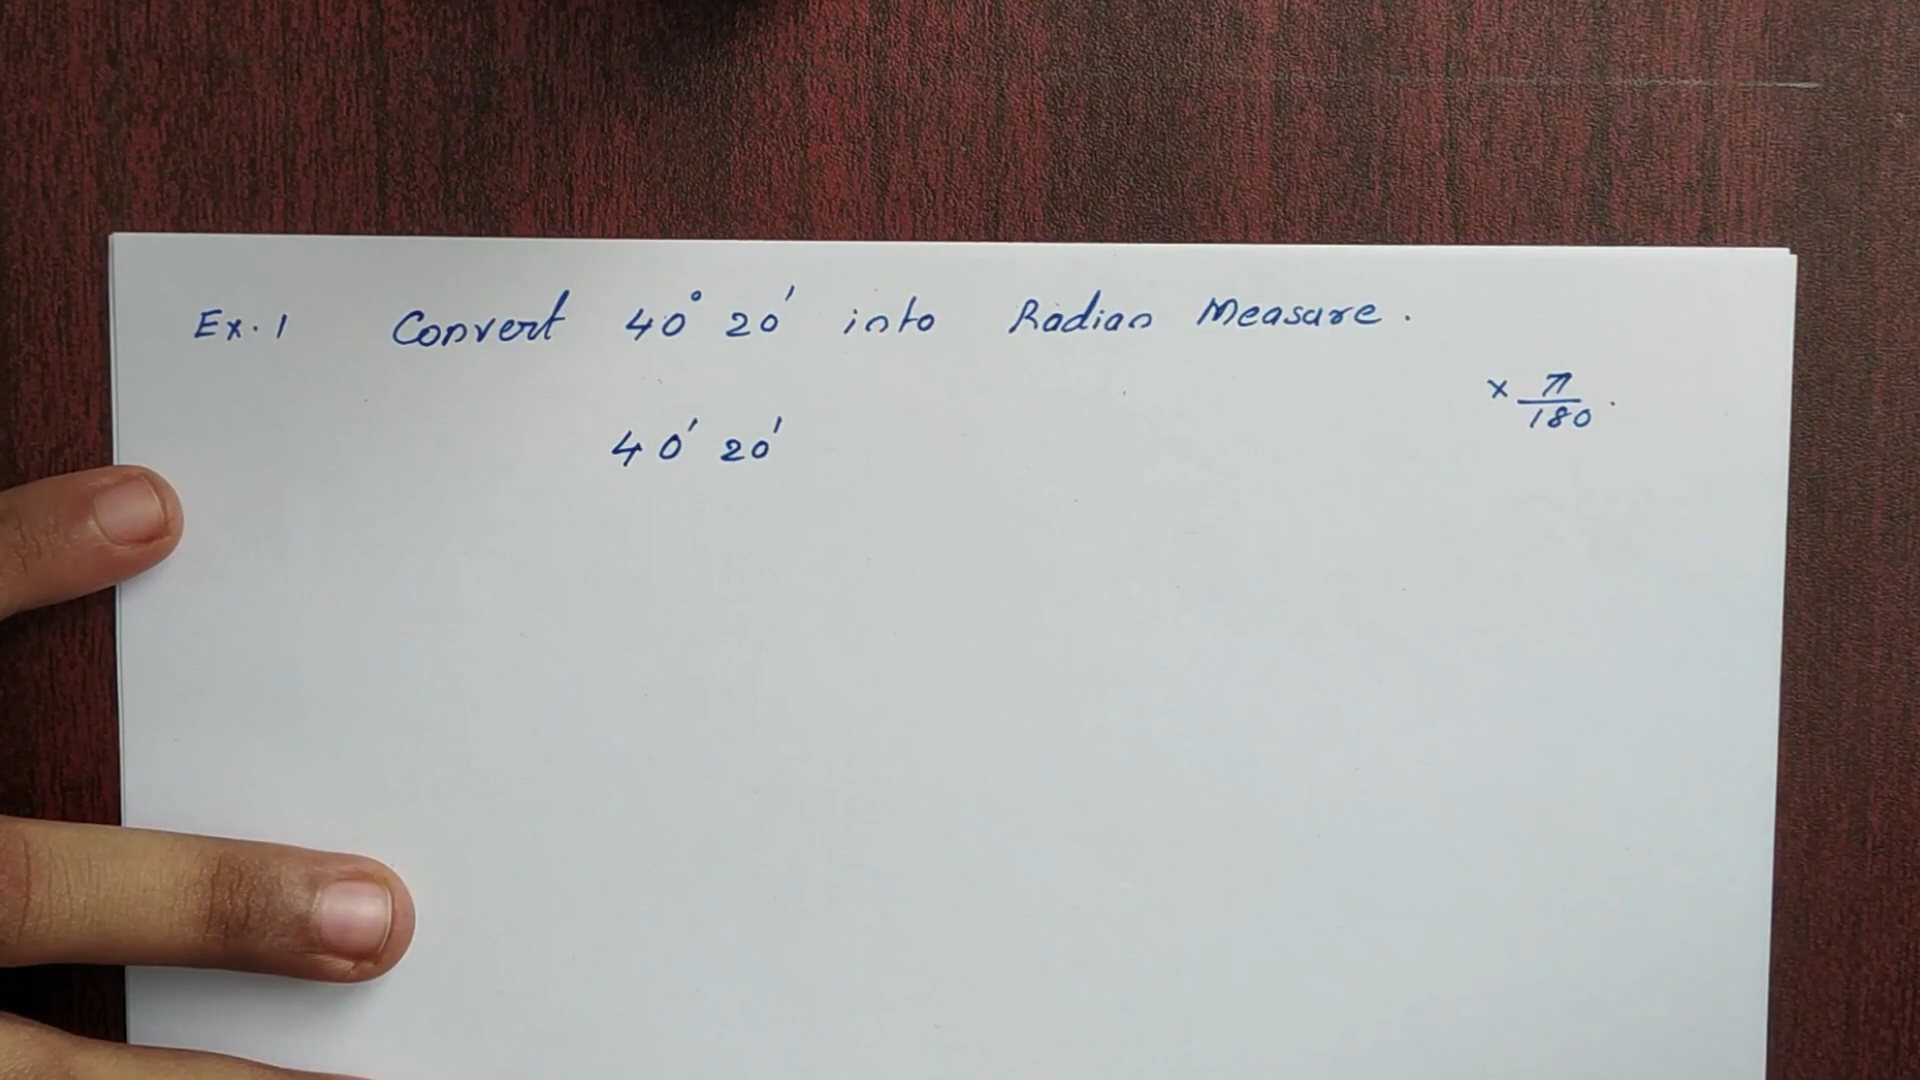 Ex. 1 Convert 40° 20' into Radian Measure.
× π/180.
40' 20'